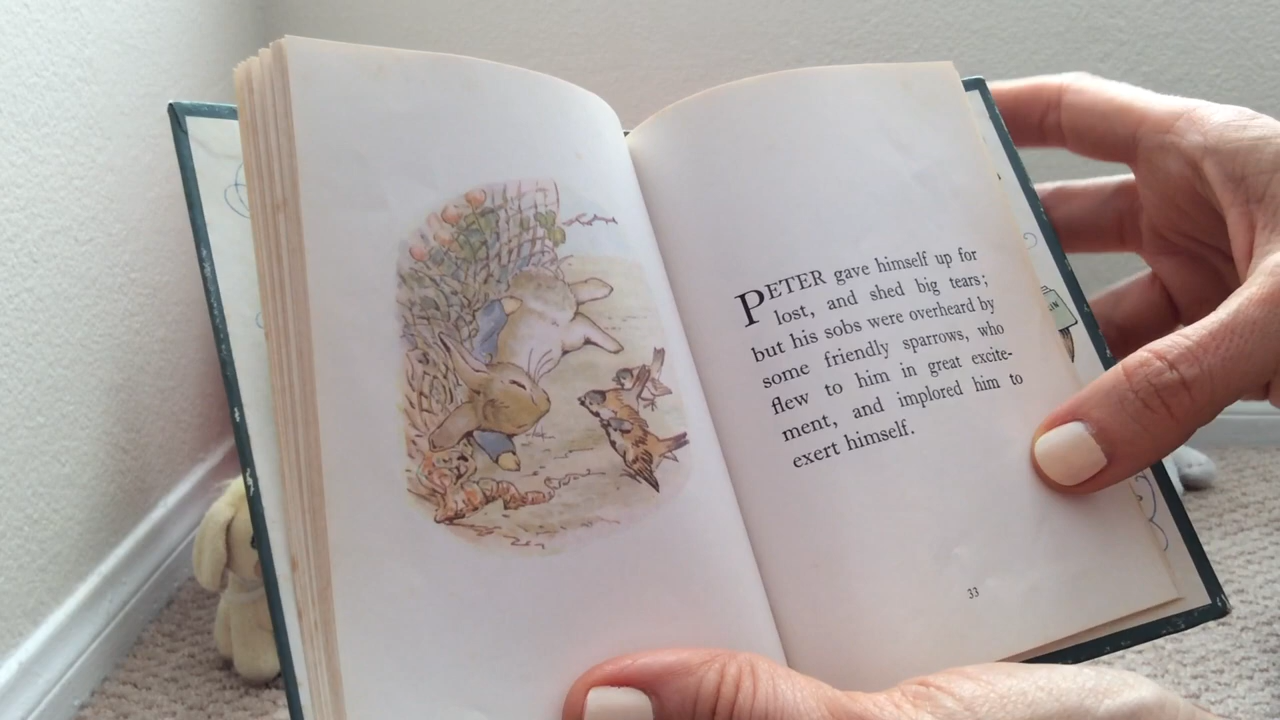 PETER gave himself up for
lost, and shed big tears;
but his sobs were overheard by
some friendly sparrows, who
flew to him in great excite-
ment, and implored him to
exert himself.
33